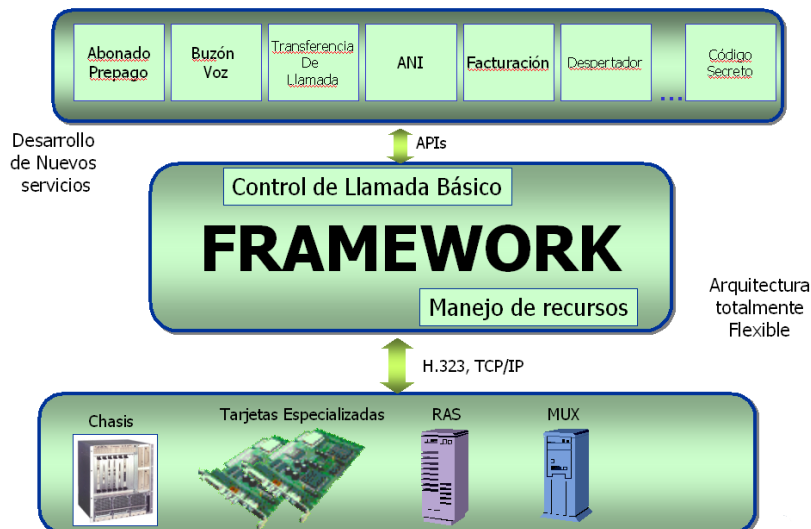 Abonado
Prepago
Buzón
Voz
Transferencia
De
Llamada
ANI
Facturación
Despertador
...
Código
Secreto
Desarrollo
de Nuevos
servicios
APIs
Control de Llamada Básico
FRAMEWORK
Manejo de recursos
Arquitectura
totalmente
Flexible
H.323, TCP/IP
Chasis
Tarjetas Especializadas
RAS
MUX